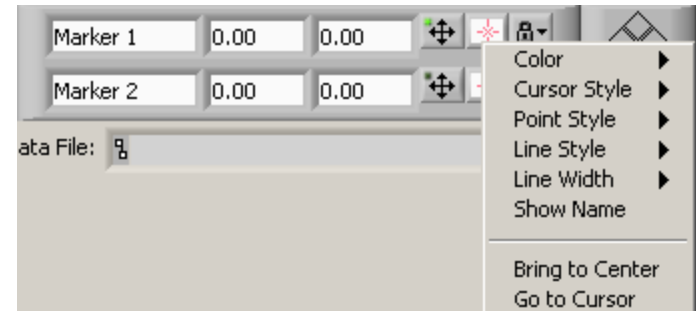 Marker 1 0.00 0.00
Marker 2 0.00 0.00
ata File:
Color
Cursor Style
Point Style
Line Style
Line Width
Show Name
Bring to Center
Go to Cursor